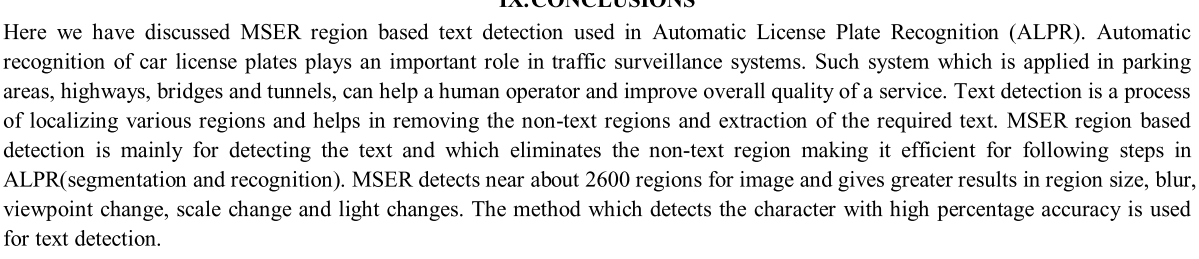 IX.CONCLUSIONS
Here we have discussed MSER region based text detection used in Automatic License Plate Recognition (ALPR). Automatic
recognition of car license plates plays an important role in traffic surveillance systems. Such system which is applied in parking
areas, highways, bridges and tunnels, can help a human operator and improve overall quality of a service. Text detection is a process
of localizing various regions and helps in removing the non-text regions and extraction of the required text. MSER region based
detection is mainly for detecting the text and which eliminates the non-text region making it efficient for following steps in
ALPR(segmentation and recognition). MSER detects near about 2600 regions for image and gives greater results in region size, blur,
viewpoint change, scale change and light changes. The method which detects the character with high percentage accuracy is used
for text detection.